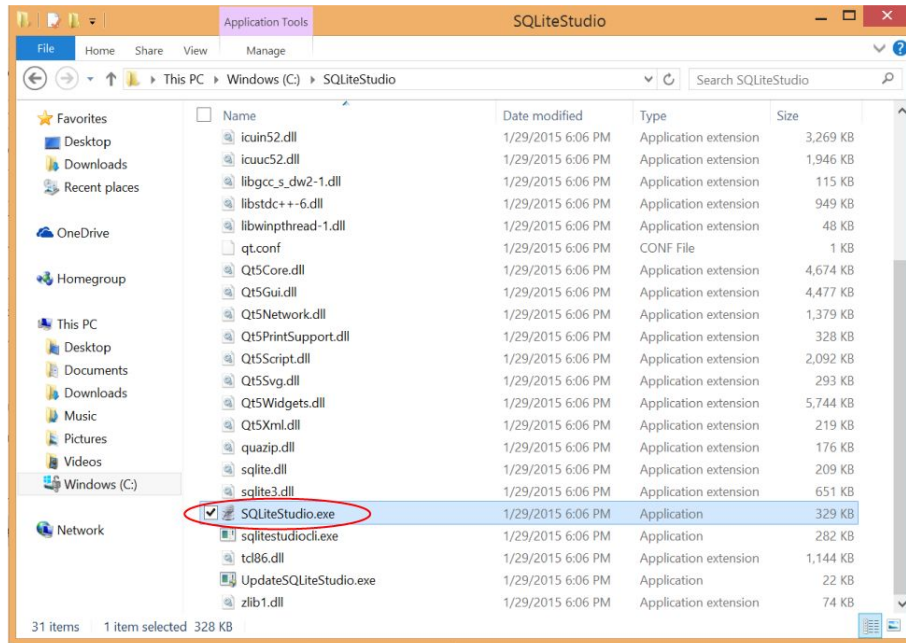 Application Tools SQLiteStudio
File Home Share View Manage
This PC Windows (C:) SQLiteStudio Search SQLiteStudio
Favorites
Desktop
Downloads
Recent places
OneDrive
Homegroup
This PC
Desktop
Documents
Downloads
Music
Pictures
Videos
Windows (C:)
Network
Name Date modified Type Size
icuin52.dll 1/29/2015 6:06 PM Application extension 3,269 KB
icuuc52.dll 1/29/2015 6:06 PM Application extension 1,946 KB
libgcc_s_dw2-1.dll 1/29/2015 6:06 PM Application extension 115 KB
libstdc++-6.dll 1/29/2015 6:06 PM Application extension 949 KB
libwinpthread-1.dll 1/29/2015 6:06 PM Application extension 48 KB
qt.conf 1/29/2015 6:06 PM CONF File 1 KB
Qt5Core.dll 1/29/2015 6:06 PM Application extension 4,674 KB
Qt5Gui.dll 1/29/2015 6:06 PM Application extension 4,477 KB
Qt5Network.dll 1/29/2015 6:06 PM Application extension 1,379 KB
Qt5PrintSupport.dll 1/29/2015 6:06 PM Application extension 328 KB
Qt5Script.dll 1/29/2015 6:06 PM Application extension 2,092 KB
Qt5Svg.dll 1/29/2015 6:06 PM Application extension 293 KB
Qt5Widgets.dll 1/29/2015 6:06 PM Application extension 5,744 KB
Qt5Xml.dll 1/29/2015 6:06 PM Application extension 219 KB
quazip.dll 1/29/2015 6:06 PM Application extension 176 KB
sqlite.dll 1/29/2015 6:06 PM Application extension 209 KB
sqlite3.dll 1/29/2015 6:06 PM Application extension 651 KB
SQLiteStudio.exe 1/29/2015 6:06 PM Application 329 KB
sqlitestudiocli.exe 1/29/2015 6:06 PM Application 282 KB
tcl86.dll 1/29/2015 6:06 PM Application extension 1,144 KB
UpdateSQLiteStudio.exe 1/29/2015 6:06 PM Application 22 KB
zlib1.dll 1/29/2015 6:06 PM Application extension 74 KB
31 items 1 item selected 328 KB